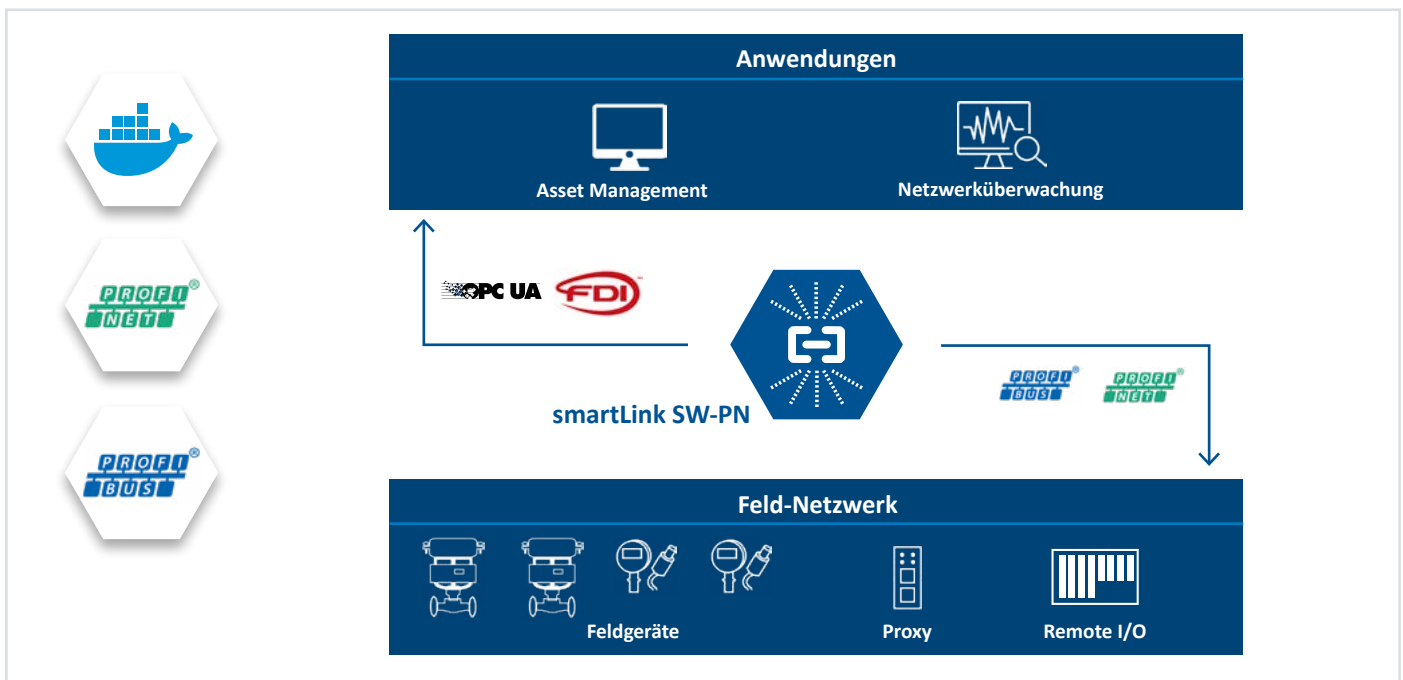 Anwendungen
Asset Management
Netzwerküberwachung
PROFI®
NET
PROFI®
BUS
OPC UA
FDI™
smartLink SW-PN
PROFI®
BUS
PROFI®
NET
Feld-Netzwerk
Feldgeräte
Proxy
Remote I/O